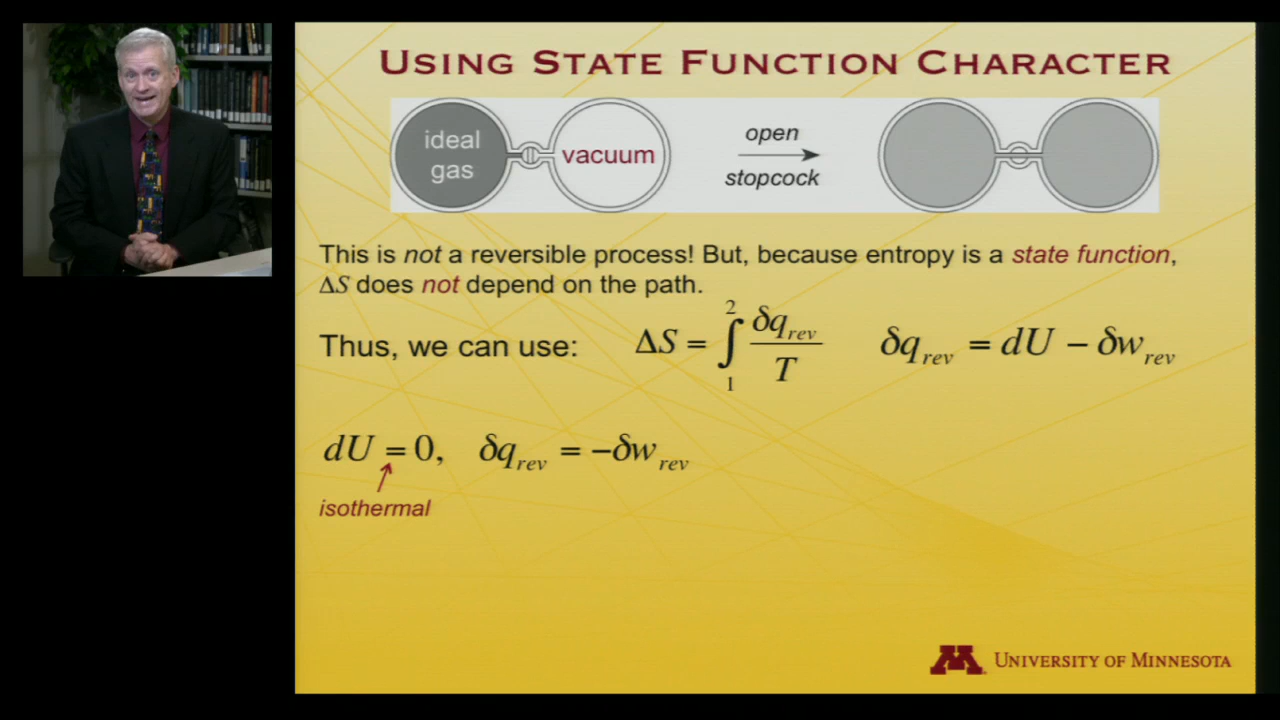 USING STATE FUNCTION CHARACTER
ideal
gas
vacuum
open
stopcock
This is not a reversible process! But, because entropy is a state function,
ΔS does not depend on the path.
Thus, we can use: ΔS = ∫₁² δq_rev / T δq_rev = dU − δw_rev
dU = 0, δq_rev = −δw_rev
isothermal
M UNIVERSITY OF MINNESOTA